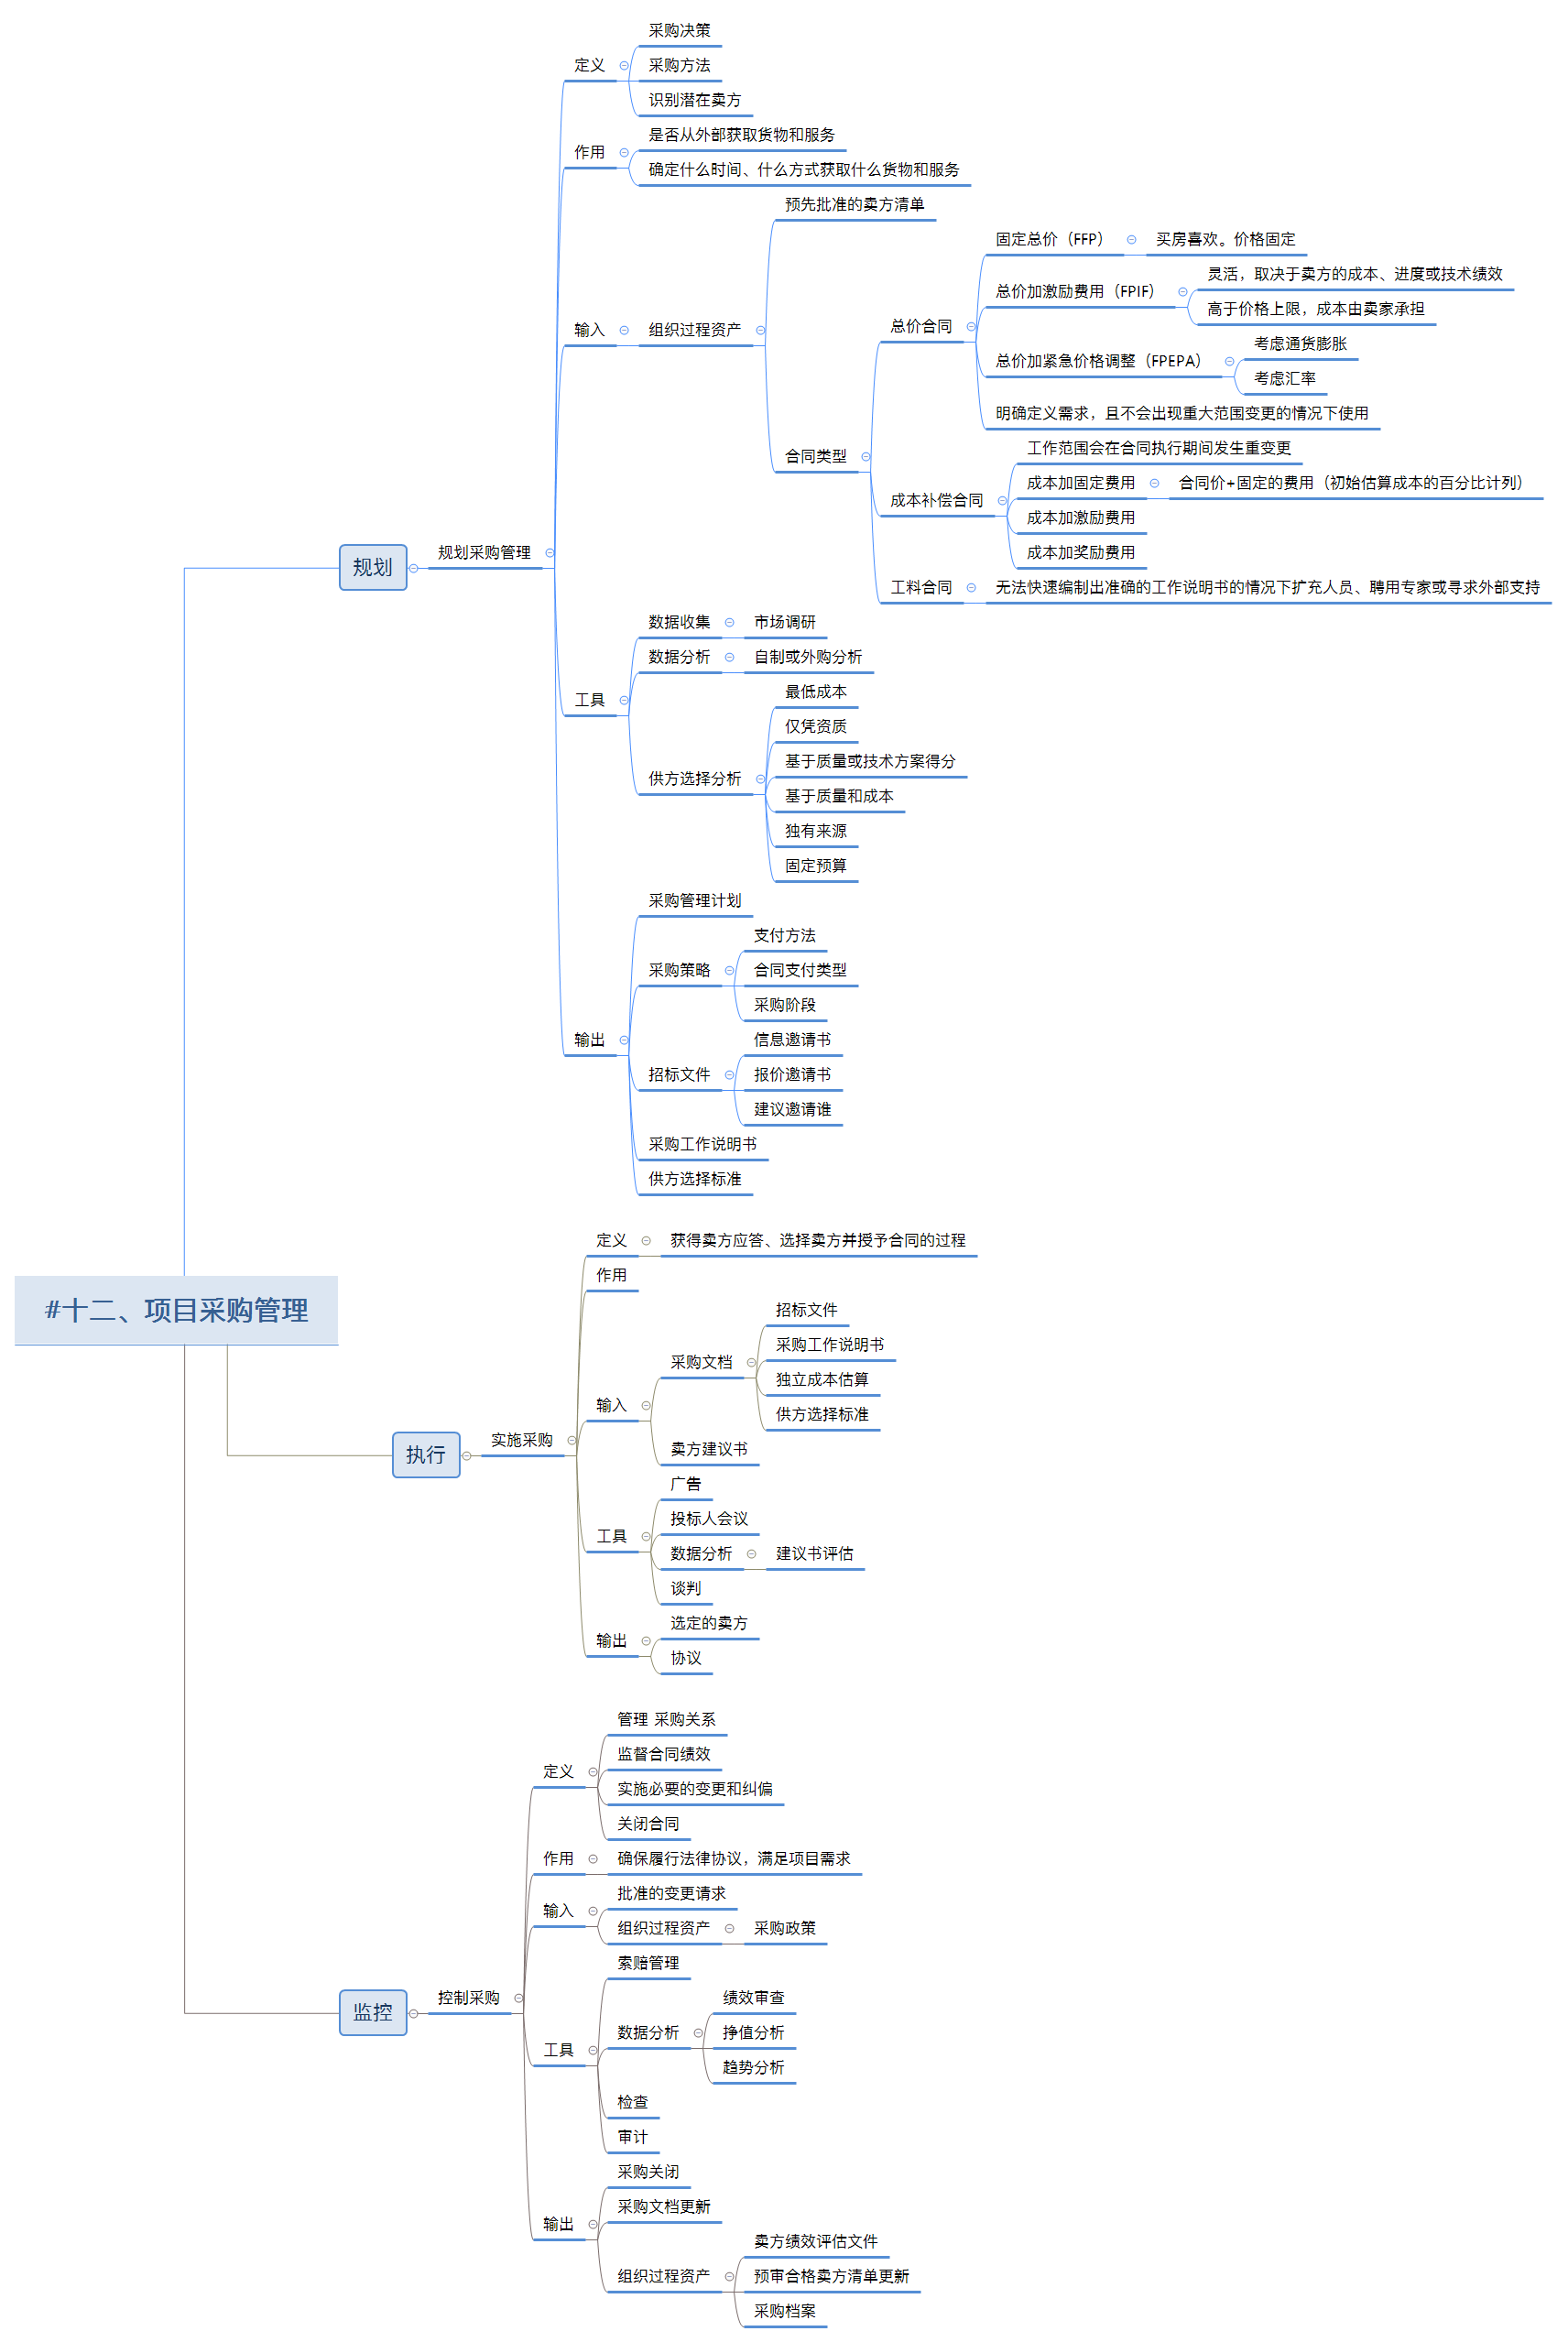 采购决策
定义
采购方法
识别潜在卖方
是否从外部获取货物和服务
作用
确定什么时间、什么方式获取什么货物和服务
预先批准的卖方清单
固定总价（FFP）
买房喜欢。价格固定
灵活，取决于卖方的成本、进度或技术绩效
总价加激励费用（FPIF）
高于价格上限，成本由卖家承担
总价合同
输入
组织过程资产
考虑通货膨胀
总价加紧急价格调整（FPEPA）
考虑汇率
明确定义需求，且不会出现重大范围变更的情况下使用
合同类型
工作范围会在合同执行期间发生重变更
成本加固定费用
合同价+固定的费用（初始估算成本的百分比计列）
成本补偿合同
成本加激励费用
成本加奖励费用
规划
规划采购管理
工料合同
无法快速编制出准确的工作说明书的情况下扩充人员、聘用专家或寻求外部支持
数据收集
市场调研
数据分析
自制或外购分析
工具
最低成本
仅凭资质
基于质量或技术方案得分
供方选择分析
基于质量和成本
独有来源
固定预算
采购管理计划
支付方法
采购策略
合同支付类型
采购阶段
输出
信息邀请书
招标文件
报价邀请书
建议邀请谁
采购工作说明书
供方选择标准
#十二、项目采购管理
定义
获得卖方应答、选择卖方并授予合同的过程
作用
招标文件
采购文档
采购工作说明书
独立成本估算
输入
供方选择标准
卖方建议书
执行
实施采购
广告
投标人会议
工具
数据分析
建议书评估
谈判
选定的卖方
输出
协议
管理 采购关系
监督合同绩效
定义
实施必要的变更和纠偏
关闭合同
作用
确保履行法律协议，满足项目需求
批准的变更请求
输入
组织过程资产
采购政策
索赔管理
监控
控制采购
绩效审查
数据分析
挣值分析
工具
趋势分析
检查
审计
采购关闭
采购文档更新
输出
卖方绩效评估文件
组织过程资产
预审合格卖方清单更新
采购档案